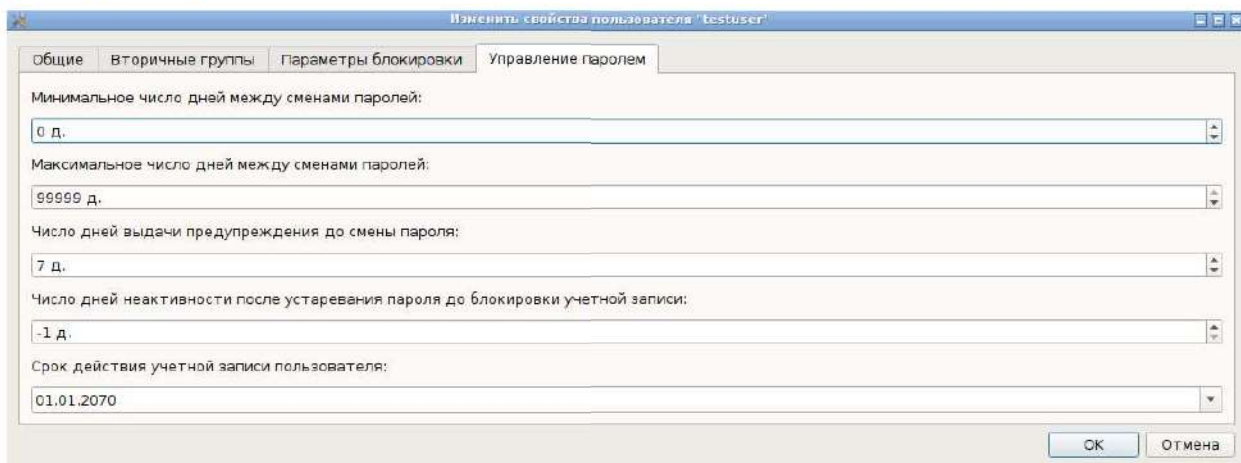 Изменить свойства пользователя 'testuser'
Общие Вторичные группы Параметры блокировки Управление паролем
Минимальное число дней между сменами паролей:
0 д.
Максимальное число дней между сменами паролей:
99999 д.
Число дней выдачи предупреждения до смены пароля:
7 д.
Число дней неактивности после устаревания пароля до блокировки учетной записи:
-1 д.
Срок действия учетной записи пользователя:
01.01.2070
ОК Отмена